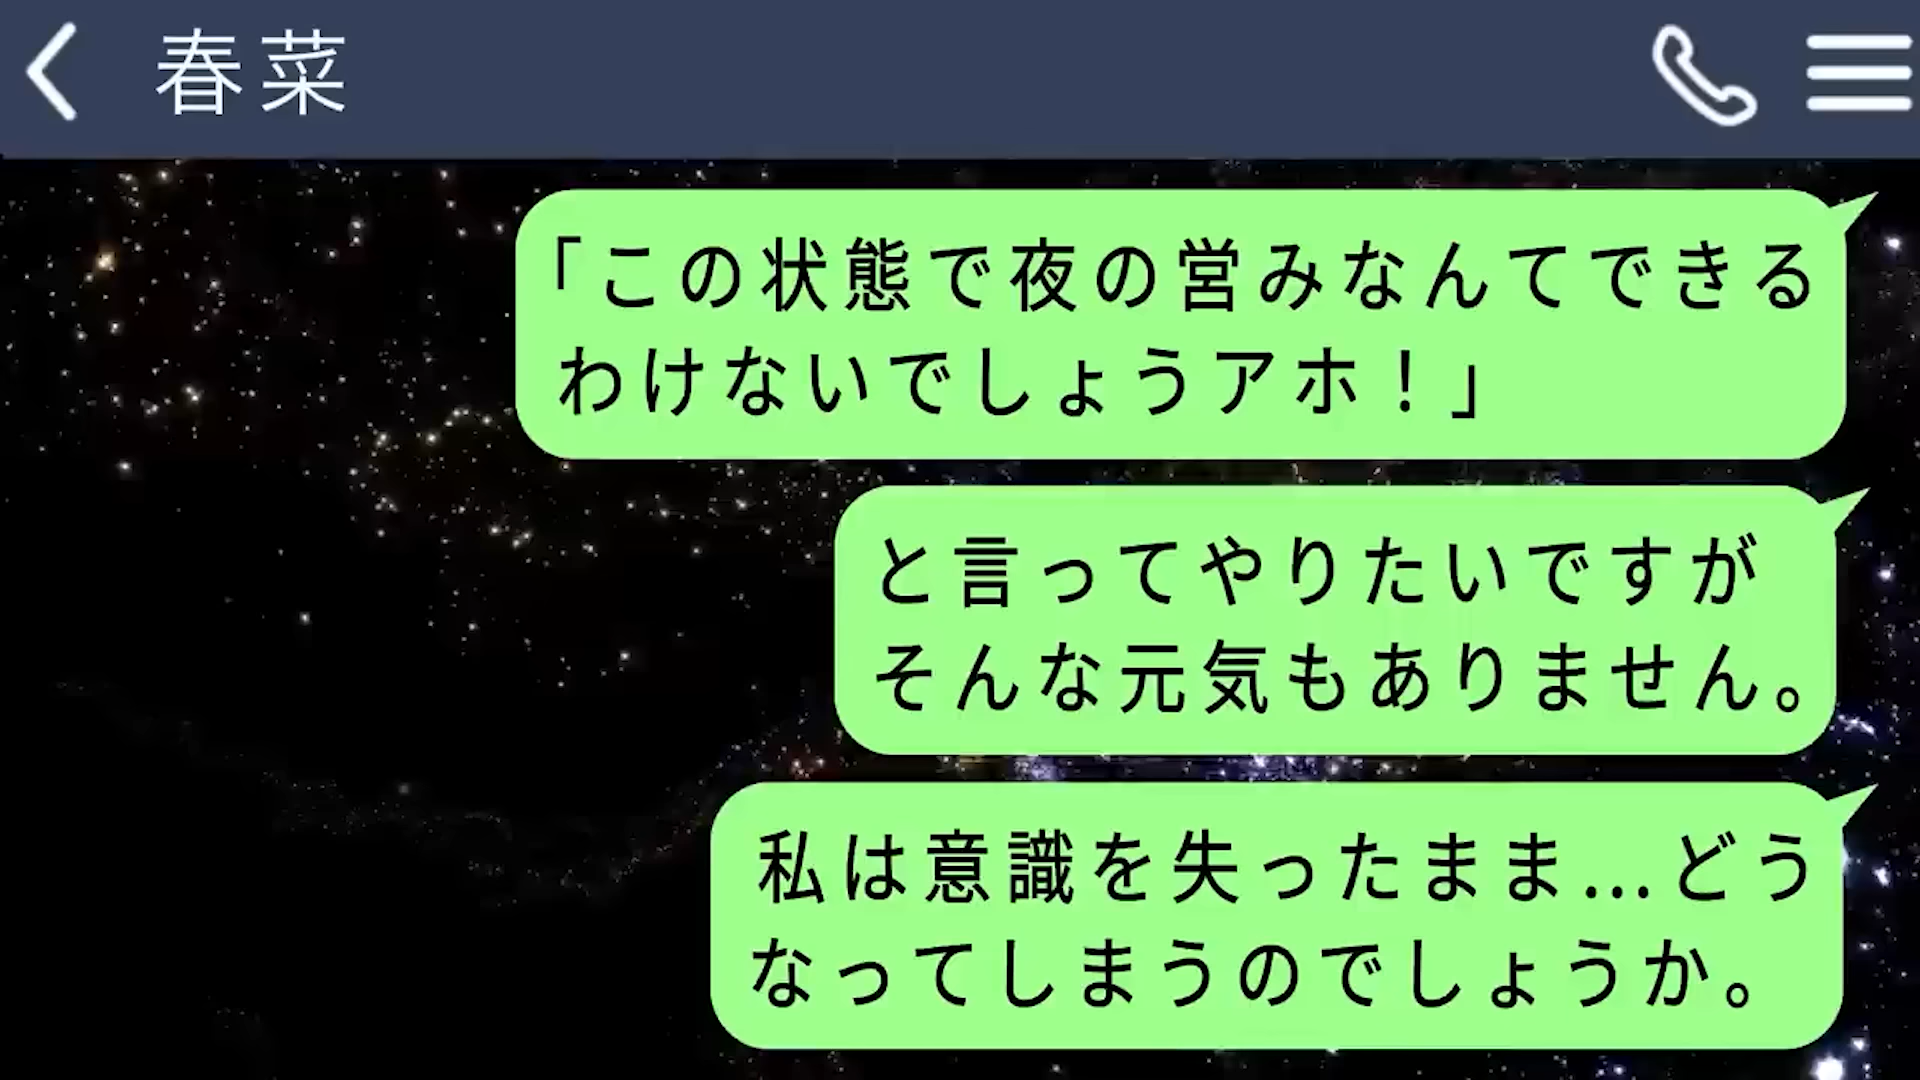 春菜
「この状態で夜の営みなんてできる
わけないでしょうアホ！」
と言ってやりたいですが
そんな元気もありません。
私は意識を失ったまま...どう
なってしまうのでしょうか。